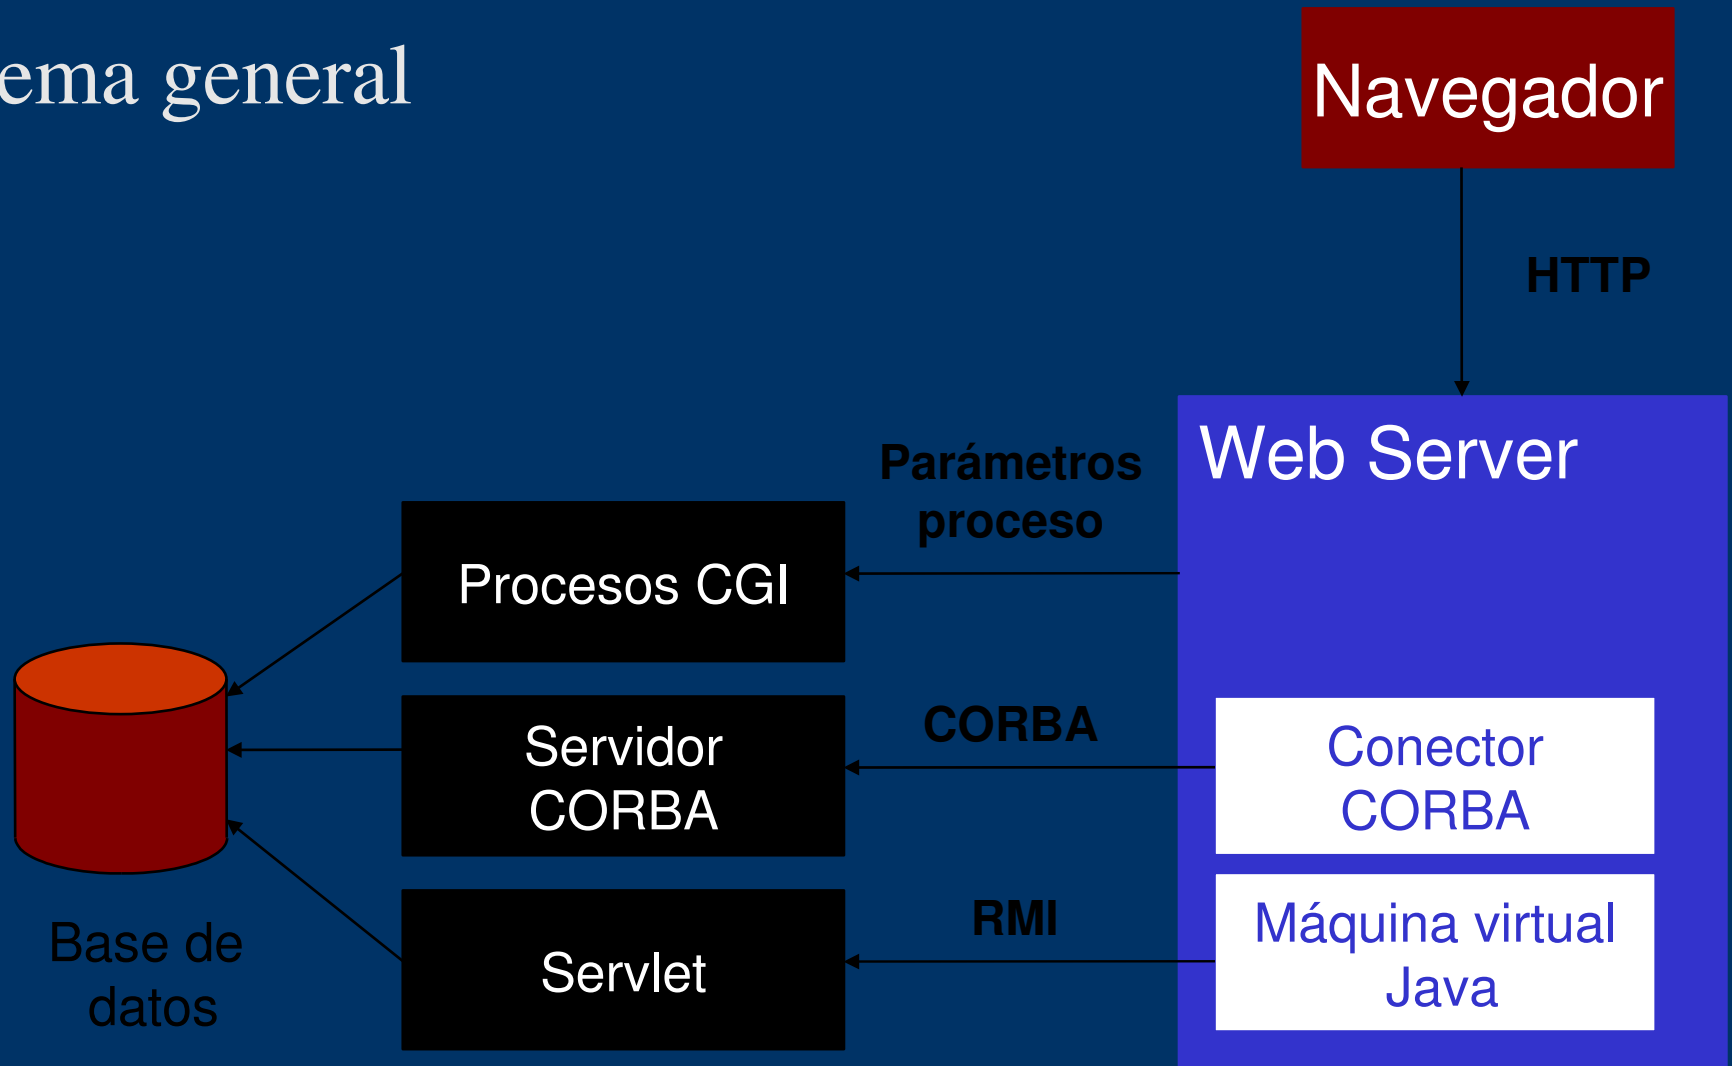 ema general
Navegador
HTTP
Web Server
Parámetros
proceso
Procesos CGI
CORBA
Servidor
CORBA
Conector
CORBA
RMI
Servlet
Máquina virtual
Java
Base de
datos